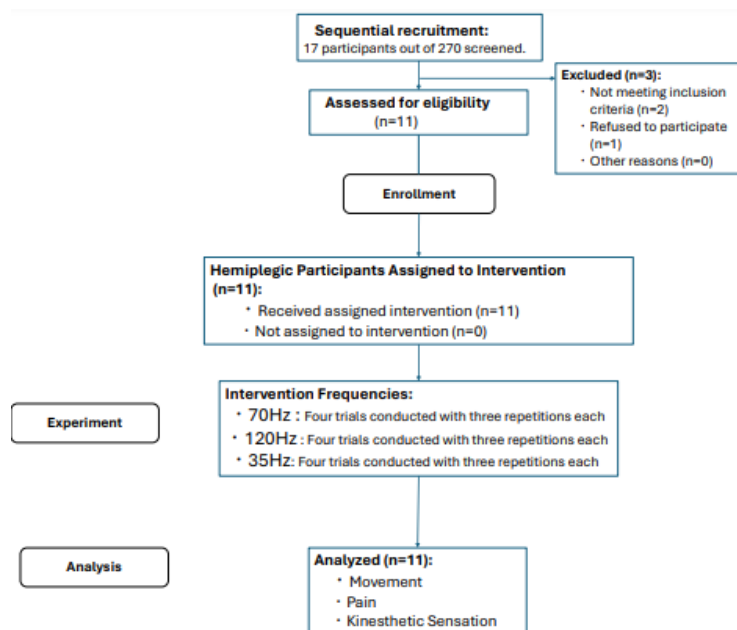 Sequential recruitment:
17 participants out of 270 screened.
Excluded (n=3):
· Not meeting inclusion
criteria (n=2)
· Refused to participate
(n=1)
· Other reasons (n=0)
Assessed for eligibility
(n=11)
Enrollment
Hemiplegic Participants Assigned to Intervention
(n=11):
· Received assigned intervention (n=11)
· Not assigned to intervention (n=0)
Experiment
Intervention Frequencies:
· 70Hz : Four trials conducted with three repetitions each
· 120Hz : Four trials conducted with three repetitions each
· 35Hz: Four trials conducted with three repetitions each
Analysis
Analyzed (n=11):
· Movement
· Pain
· Kinesthetic Sensation